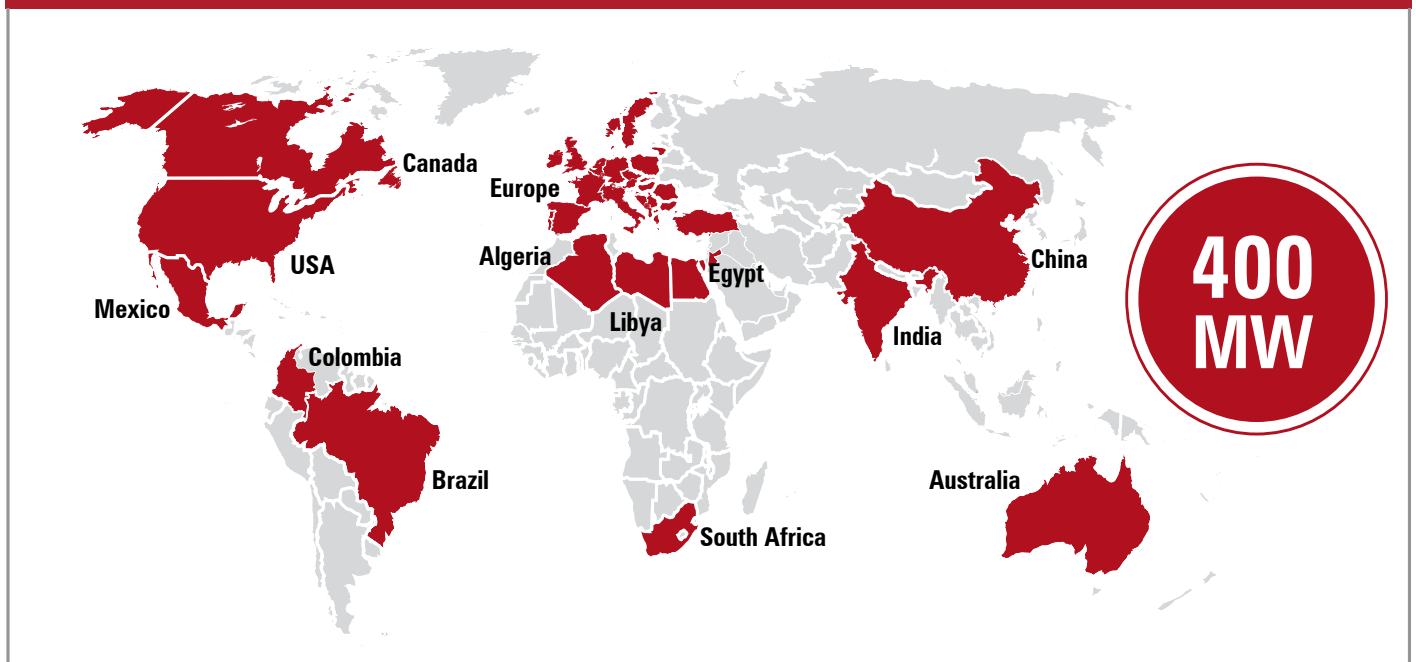 Canada
Europe
USA
Algeria
Egypt
China
Mexico
Libya
India
Colombia
400
MW
Brazil
Australia
South Africa